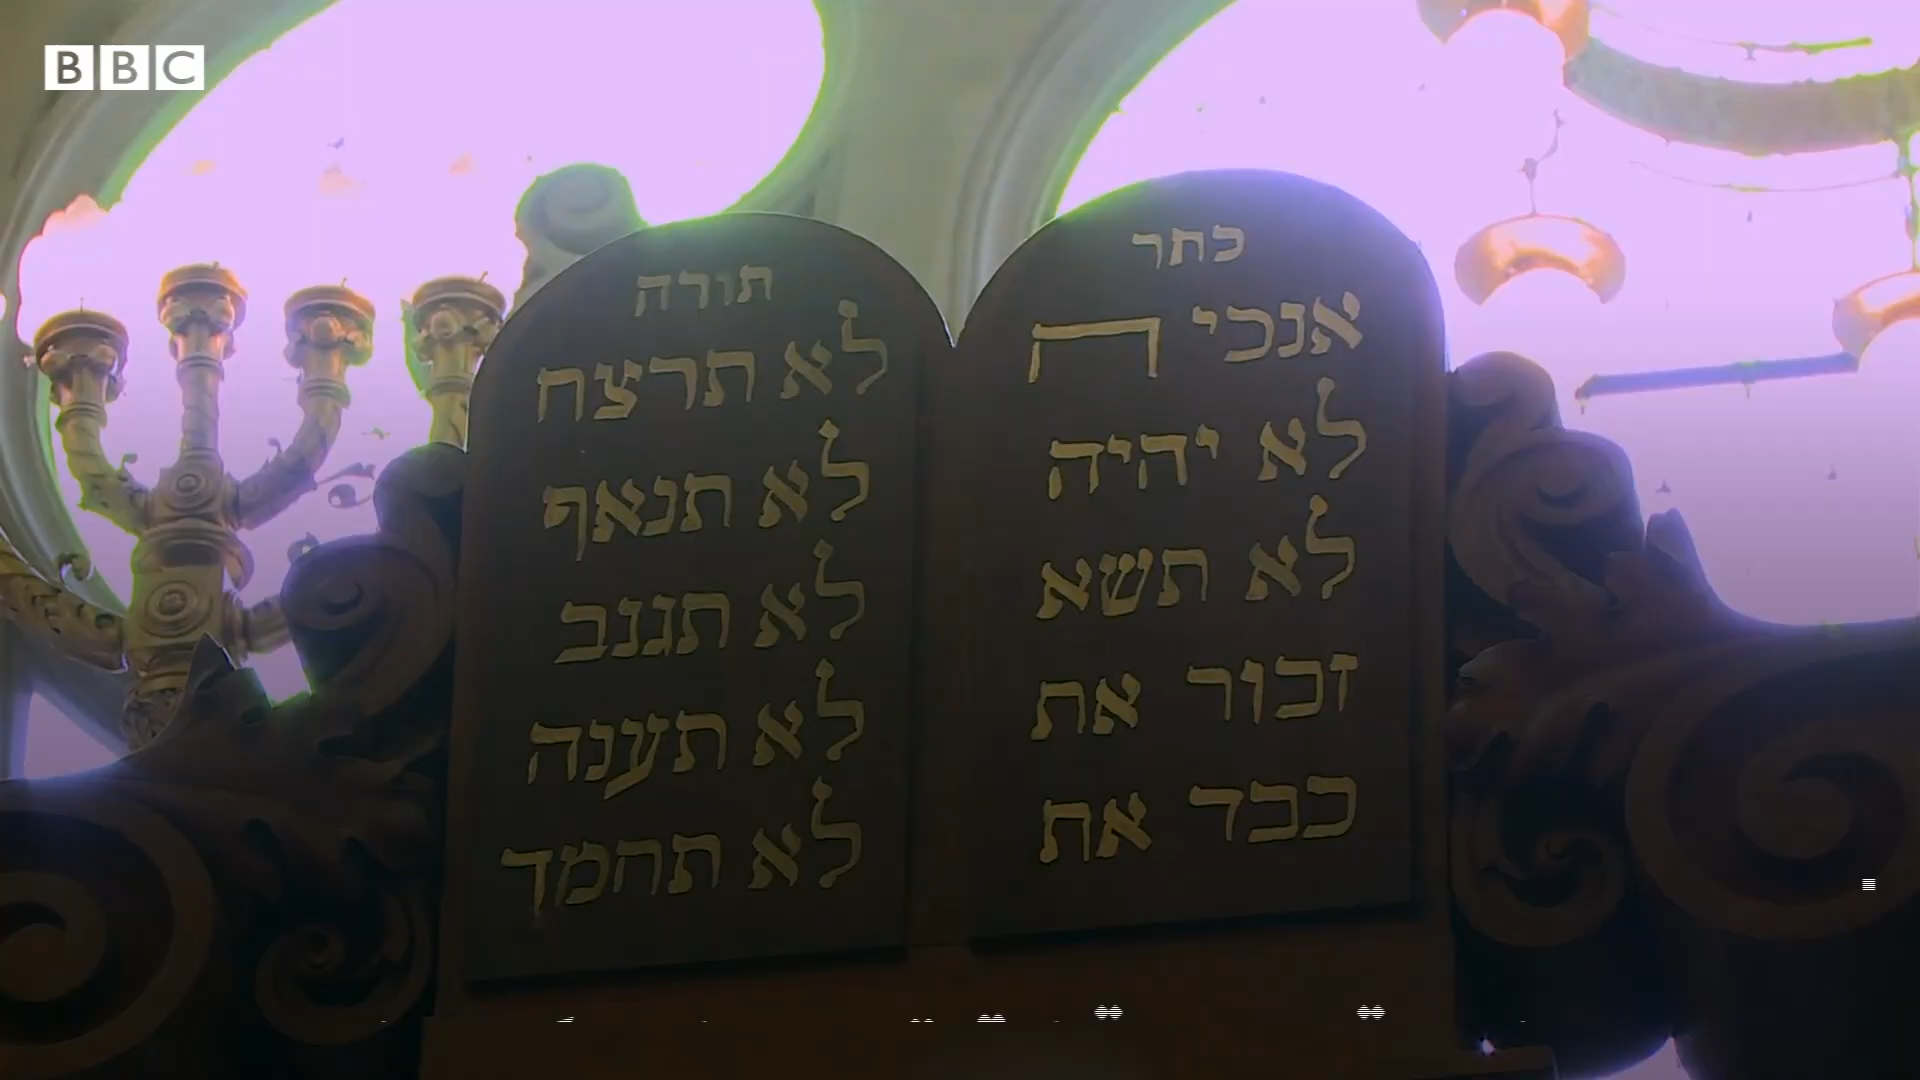 BBC
כתר
אנכי ה
לא יהיה
לא תשא
זכור את
כבד את
תורה
לא תרצח
לא תנאף
לא תגנב
לא תענה
לא תחמד